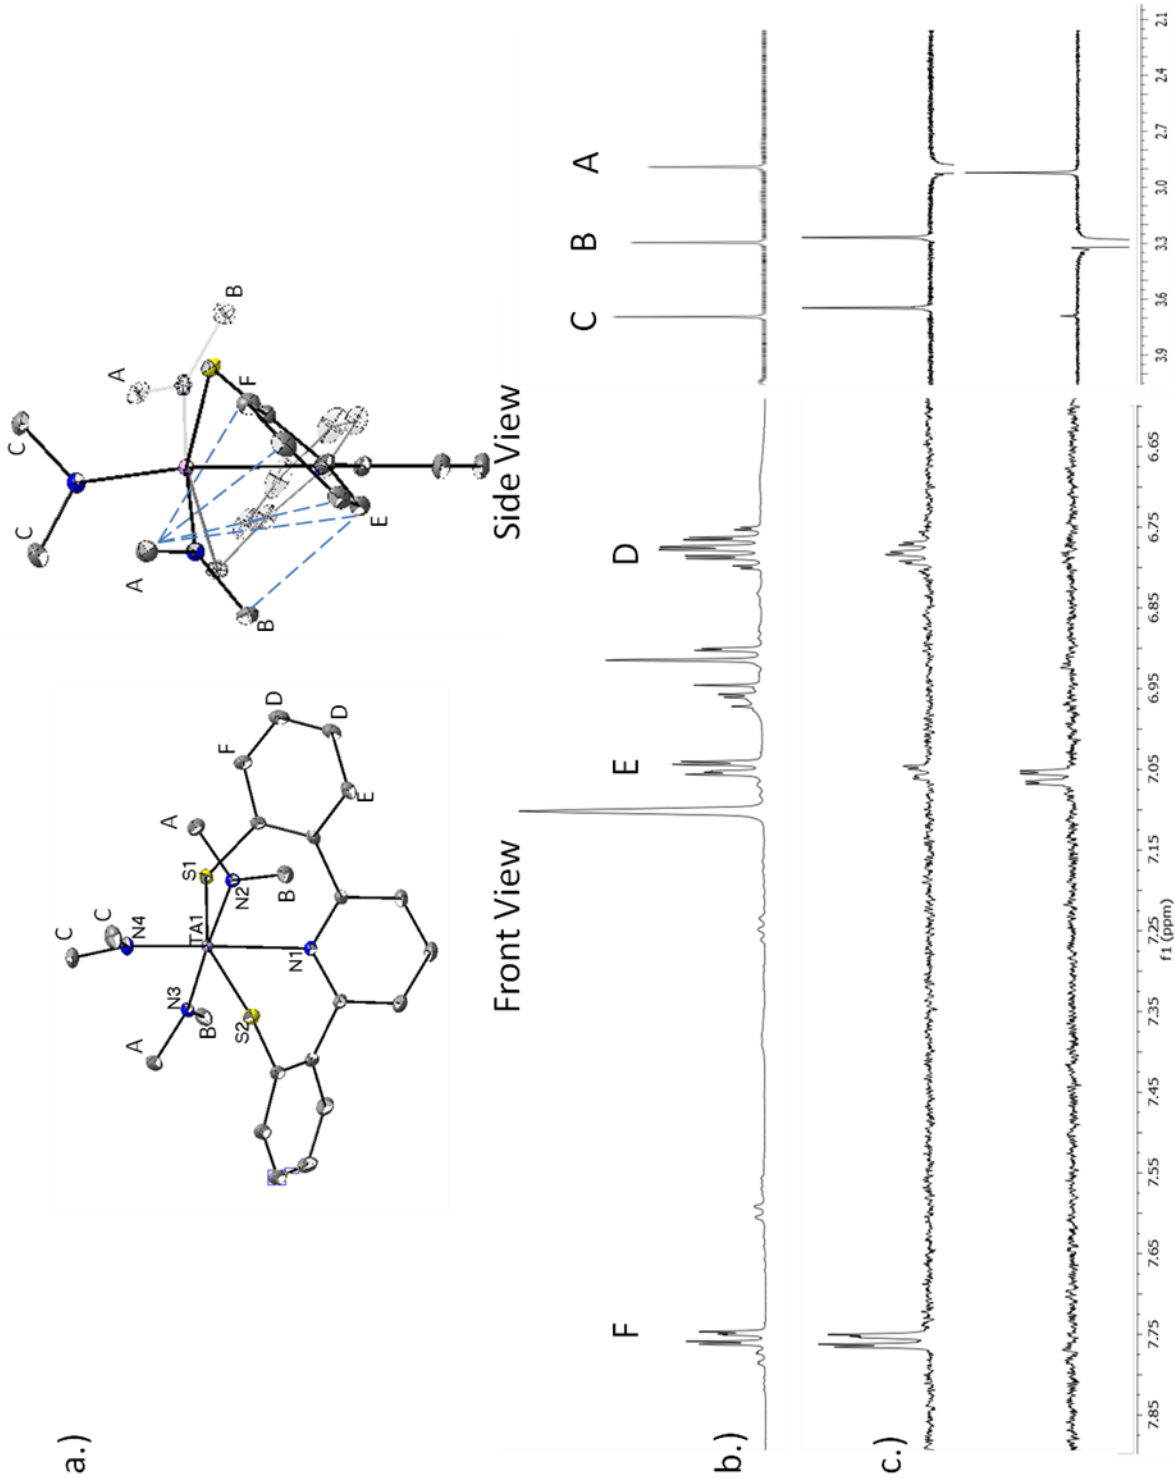 a.)
C
C
A
N4
A
N3
S1
TA1
B
F
N2
S2
D
B
N1
D
E
Front View
C
C
A
A
B
F
B
E
Side View
F E D C B A
b.)
c.)
7.85 7.75 7.65 7.55 7.45 7.35 7.25 7.15 7.05 6.95 6.85 6.75 6.65 3.9 3.6 3.3 3.0 2.7 2.4 2.1
f1 (ppm)